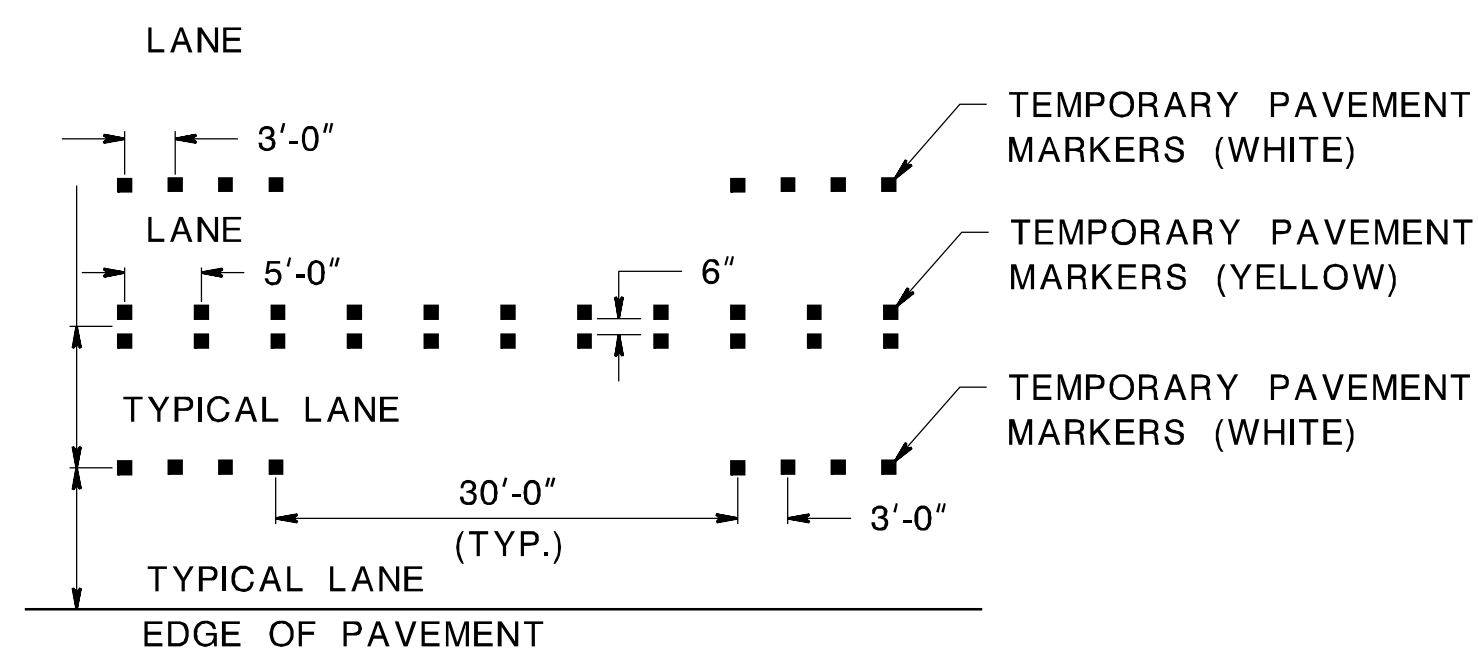 LANE
3'-0"
TEMPORARY PAVEMENT
MARKERS (WHITE)
LANE
5'-0"
6"
TEMPORARY PAVEMENT
MARKERS (YELLOW)
TYPICAL LANE
TEMPORARY PAVEMENT
MARKERS (WHITE)
30'-0"
(TYP.)
3'-0"
TYPICAL LANE
EDGE OF PAVEMENT